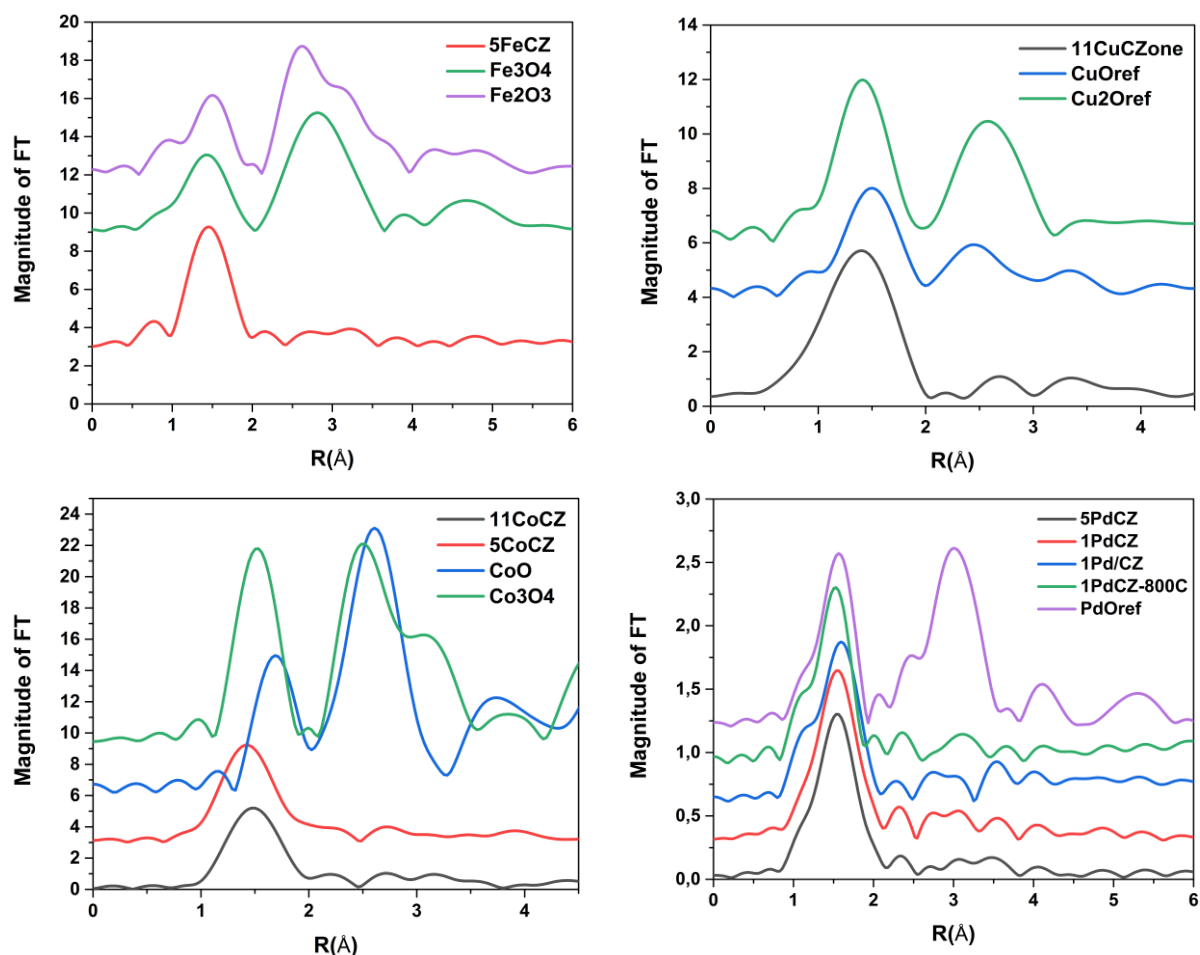 20
18
16
14
12
10
8
6
4
2
0
Magnitude of FT
5FeCZ
Fe3O4
Fe2O3
0 1 2 3 4 5 6
R(Å)
14
12
10
8
6
4
2
0
Magnitude of FT
11CuCZone
CuOref
Cu2Oref
0 1 2 3 4
R(Å)
24
22
20
18
16
14
12
10
8
6
4
2
0
Magnitude of FT
11CoCZ
5CoCZ
CoO
Co3O4
0 1 2 3 4
R(Å)
3,0
2,5
2,0
1,5
1,0
0,5
0,0
Magnitude of FT
5PdCZ
1PdCZ
1Pd/CZ
1PdCZ-800C
PdOref
0 1 2 3 4 5 6
R(Å)